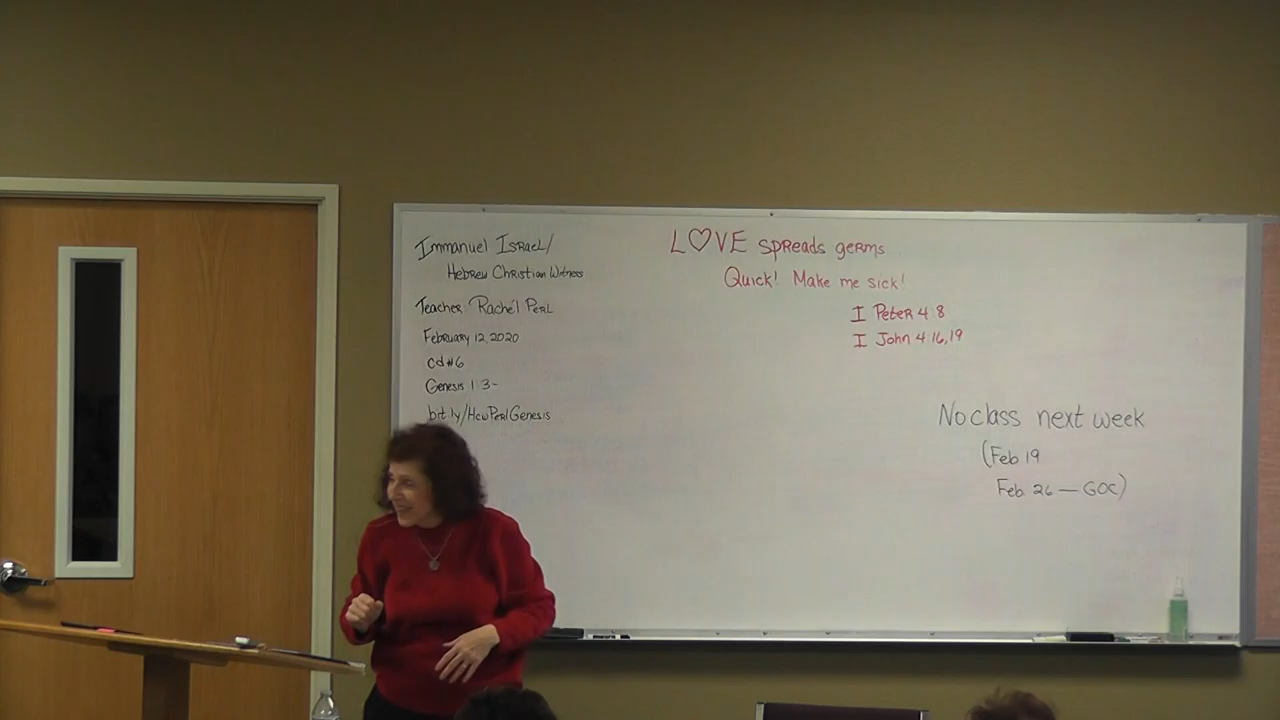 Immanuel Israel/
Hebrew Christian Witness
Teacher: Rachél Perl
February 12, 2020
cd #6
Genesis 1:3-
bit.ly/HcwPerlGenesis
L♡VE spreads germs
Quick! Make me sick!
I Peter 4:8
I John 4:16,19
No class next week
(Feb 19
Feb. 26 — GOC)